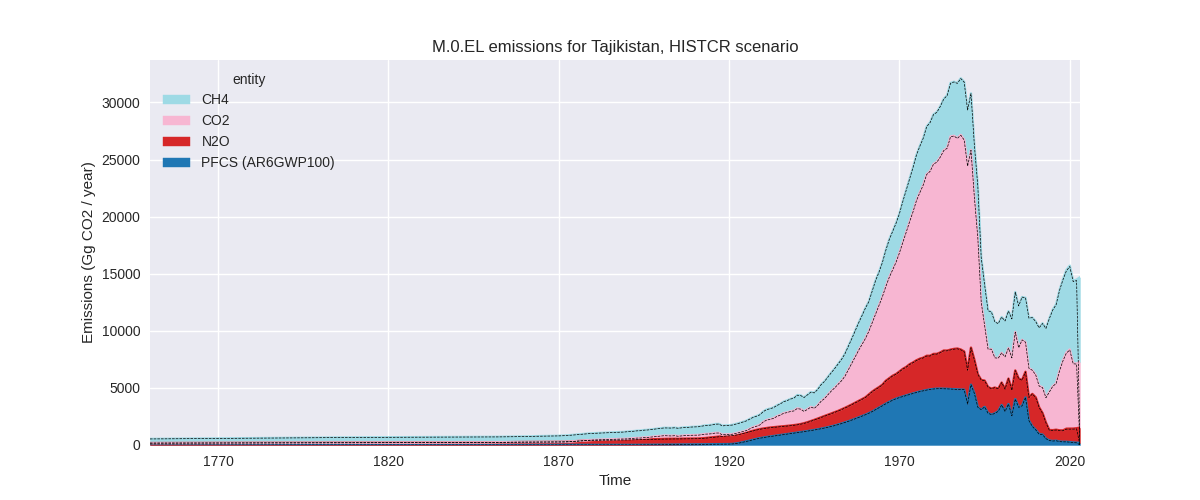 M.0.EL emissions for Tajikistan, HISTCR scenario
entity
CH4
CO2
N2O
PFCS (AR6GWP100)
Emissions (Gg CO2 / year)
30000
25000
20000
15000
10000
5000
0
1770
1820
1870
1920
1970
2020
Time